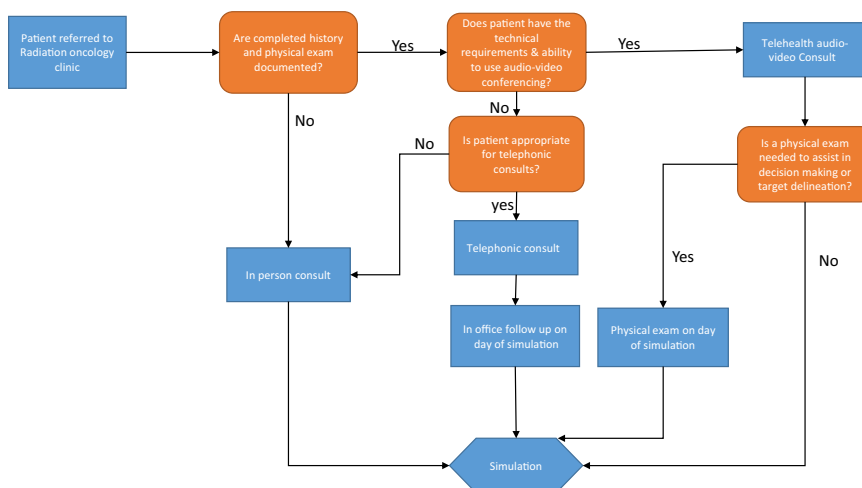 Patient referred to
Radiation oncology
clinic
Are completed history
and physical exam
documented?
Yes
Does patient have the
technical
requirements & ability
to use audio-video
conferencing?
Yes
Telehealth audio-
video Consult
No
No
No
Is patient appropriate
for telephonic
consults?
Is a physical exam
needed to assist in
decision making or
target delineation?
yes
In person consult
Telephonic consult
Yes
No
In office follow up on
day of simulation
Physical exam on day
of simulation
Simulation